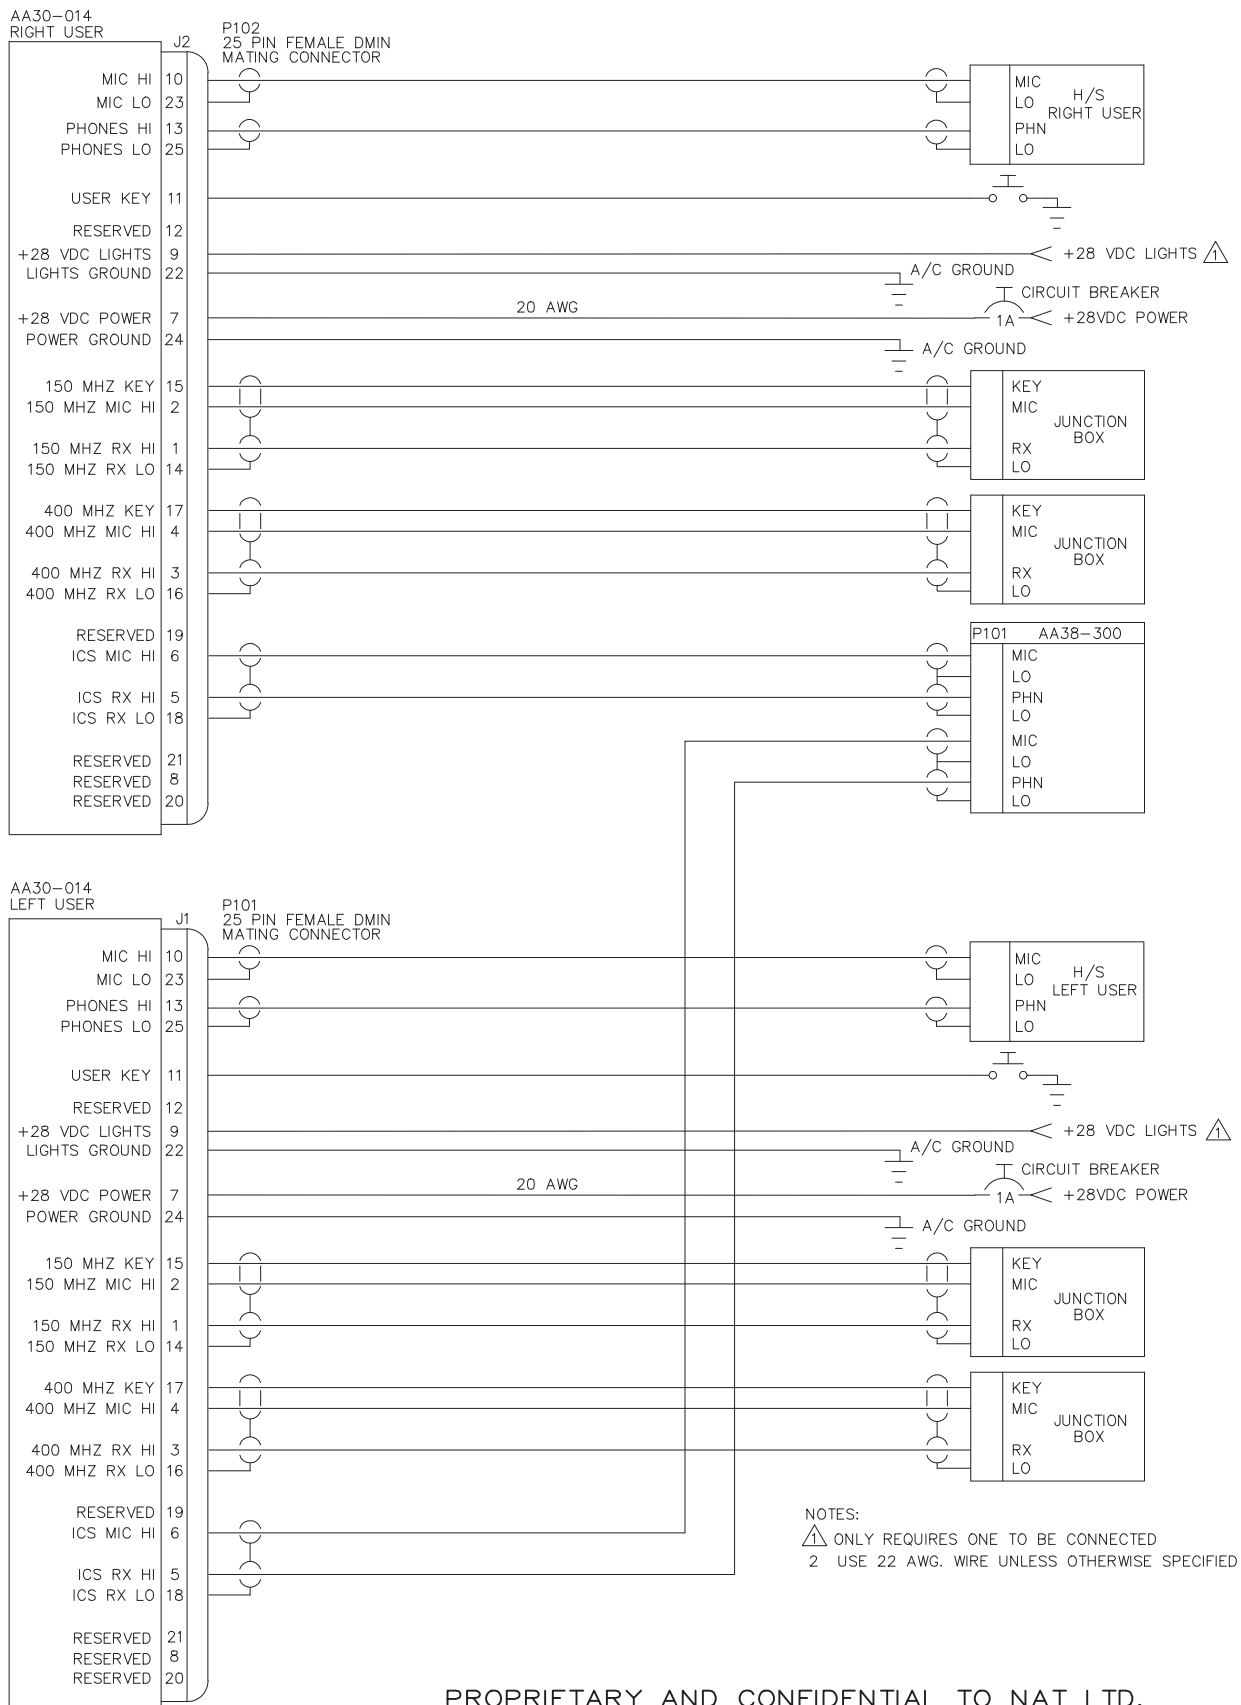 AA30-014
RIGHT USER
J2
P102
25 PIN FEMALE DMIN
MATING CONNECTOR
MIC HI 10
MIC LO 23
PHONES HI 13
PHONES LO 25
USER KEY 11
RESERVED 12
+28 VDC LIGHTS 9
LIGHTS GROUND 22
+28 VDC POWER 7
POWER GROUND 24
150 MHZ KEY 15
150 MHZ MIC HI 2
150 MHZ RX HI 1
150 MHZ RX LO 14
400 MHZ KEY 17
400 MHZ MIC HI 4
400 MHZ RX HI 3
400 MHZ RX LO 16
RESERVED 19
ICS MIC HI 6
ICS RX HI 5
ICS RX LO 18
RESERVED 21
RESERVED 8
RESERVED 20
MIC
LO
PHN
LO
H/S
RIGHT USER
+28 VDC LIGHTS 1
A/C GROUND
20 AWG
CIRCUIT BREAKER
1A
+28VDC POWER
A/C GROUND
KEY
MIC
RX
LO
JUNCTION
BOX
KEY
MIC
RX
LO
JUNCTION
BOX
P101 AA38-300
MIC
LO
PHN
LO
MIC
LO
PHN
LO
AA30-014
LEFT USER
J1
P101
25 PIN FEMALE DMIN
MATING CONNECTOR
MIC HI 10
MIC LO 23
PHONES HI 13
PHONES LO 25
USER KEY 11
RESERVED 12
+28 VDC LIGHTS 9
LIGHTS GROUND 22
+28 VDC POWER 7
POWER GROUND 24
150 MHZ KEY 15
150 MHZ MIC HI 2
150 MHZ RX HI 1
150 MHZ RX LO 14
400 MHZ KEY 17
400 MHZ MIC HI 4
400 MHZ RX HI 3
400 MHZ RX LO 16
RESERVED 19
ICS MIC HI 6
ICS RX HI 5
ICS RX LO 18
RESERVED 21
RESERVED 8
RESERVED 20
MIC
LO
PHN
LO
H/S
LEFT USER
+28 VDC LIGHTS 1
A/C GROUND
20 AWG
CIRCUIT BREAKER
1A
+28VDC POWER
A/C GROUND
KEY
MIC
RX
LO
JUNCTION
BOX
KEY
MIC
RX
LO
JUNCTION
BOX
NOTES:
1 ONLY REQUIRES ONE TO BE CONNECTED
2 USE 22 AWG. WIRE UNLESS OTHERWISE SPECIFIED
PROPRIETARY AND CONFIDENTIAL TO NAT LTD.